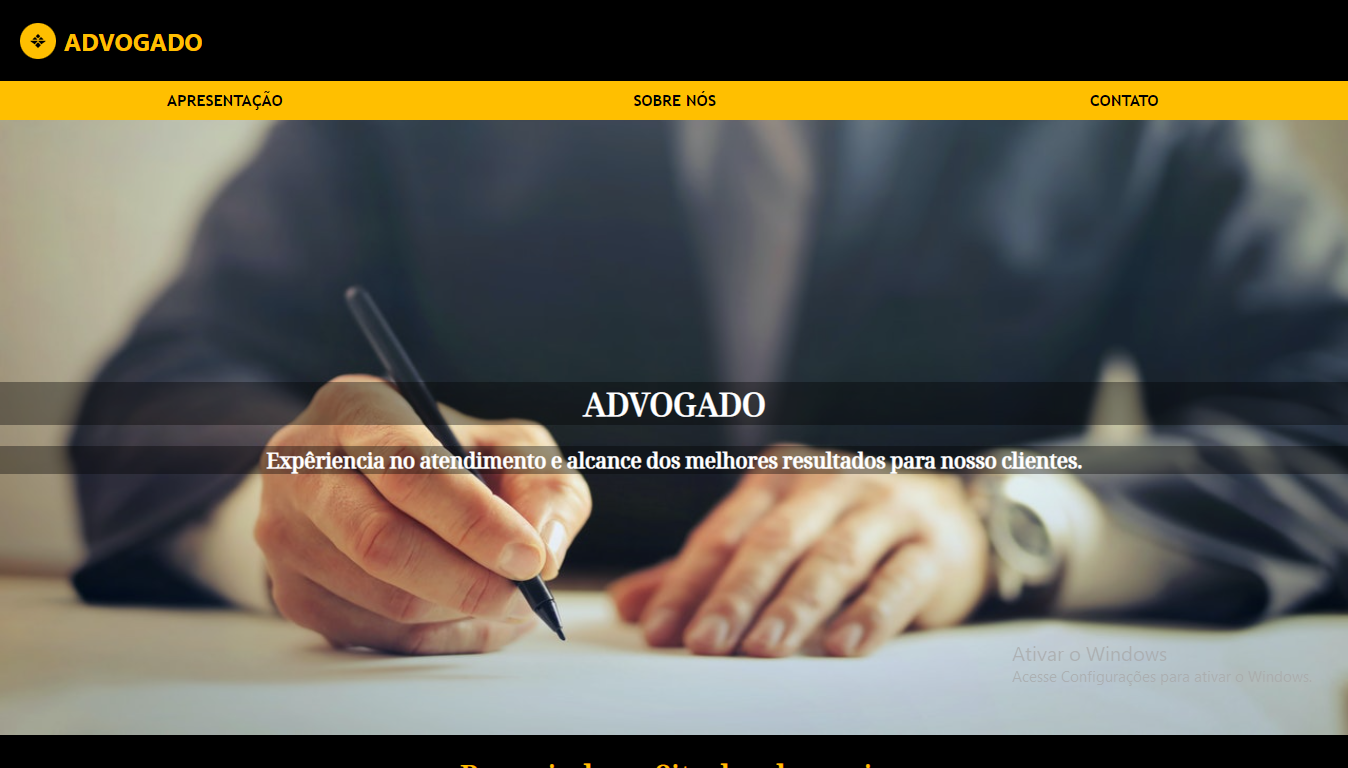 ADVOGADO
APRESENTAÇÃO
SOBRE NÓS
CONTATO
ADVOGADO
Expêriencia no atendimento e alcance dos melhores resultados para nosso clientes.
Ativar o Windows
Acesse Configurações para ativar o Windows.